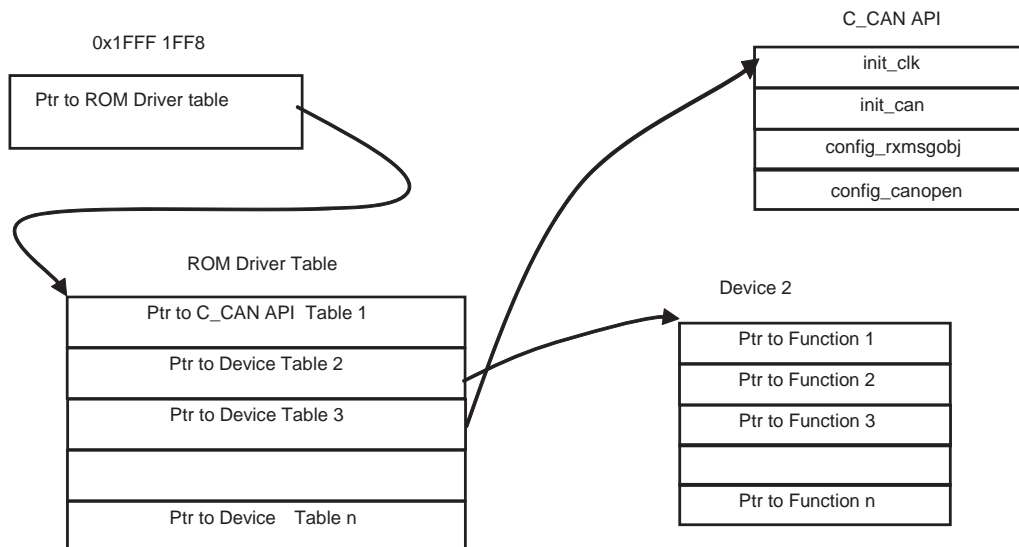 0x1FFF 1FF8
Ptr to ROM Driver table
ROM Driver Table
Ptr to C_CAN API Table 1
Ptr to Device Table 2
Ptr to Device Table 3
Ptr to Device Table n
C_CAN API
init_clk
init_can
config_rxmsgobj
config_canopen
Device 2
Ptr to Function 1
Ptr to Function 2
Ptr to Function 3
Ptr to Function n